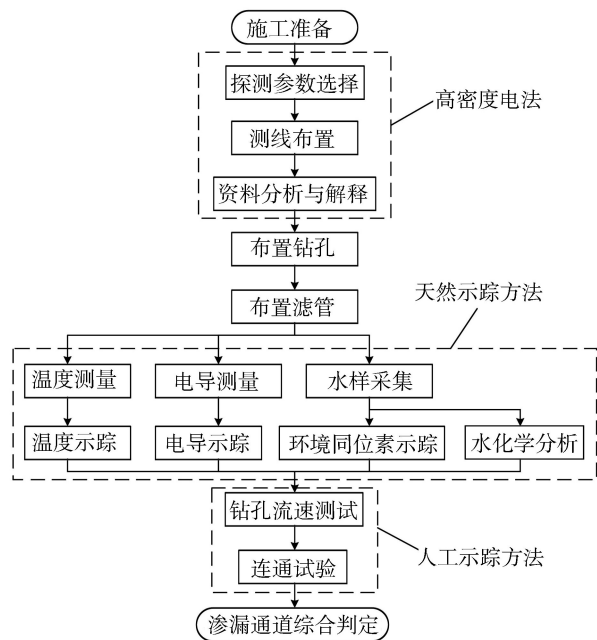 施工准备
探测参数选择
高密度电法
测线布置
资料分析与解释
布置钻孔
布置滤管
天然示踪方法
温度测量
电导测量
水样采集
温度示踪
电导示踪
环境同位素示踪
水化学分析
钻孔流速测试
人工示踪方法
连通试验
渗漏通道综合判定